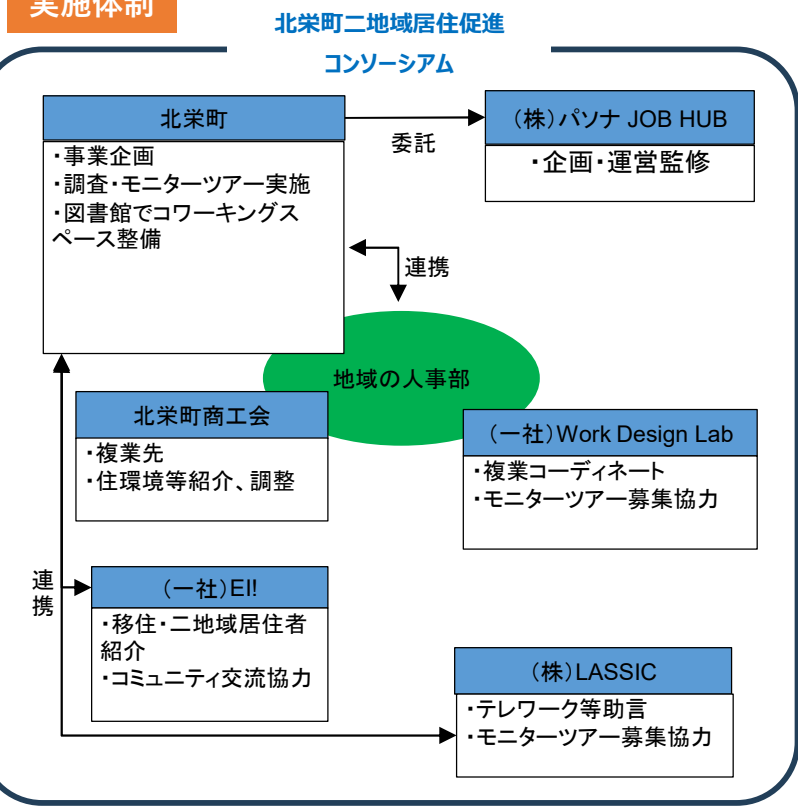 実施体制
北栄町二地域居住促進
コンソーシアム
北栄町
・事業企画
・調査・モニターツアー実施
・図書館でコワーキングス
ペース整備
委託
（株）パソナ JOB HUB
・企画・運営監修
連携
地域の人事部
北栄町商工会
・複業先
・住環境等紹介、調整
（一社）Work Design Lab
・複業コーディネート
・モニターツアー募集協力
連
携
（一社）EI!
・移住・二地域居住者
紹介
・コミュニティ交流協力
（株）LASSIC
・テレワーク等助言
・モニターツアー募集協力